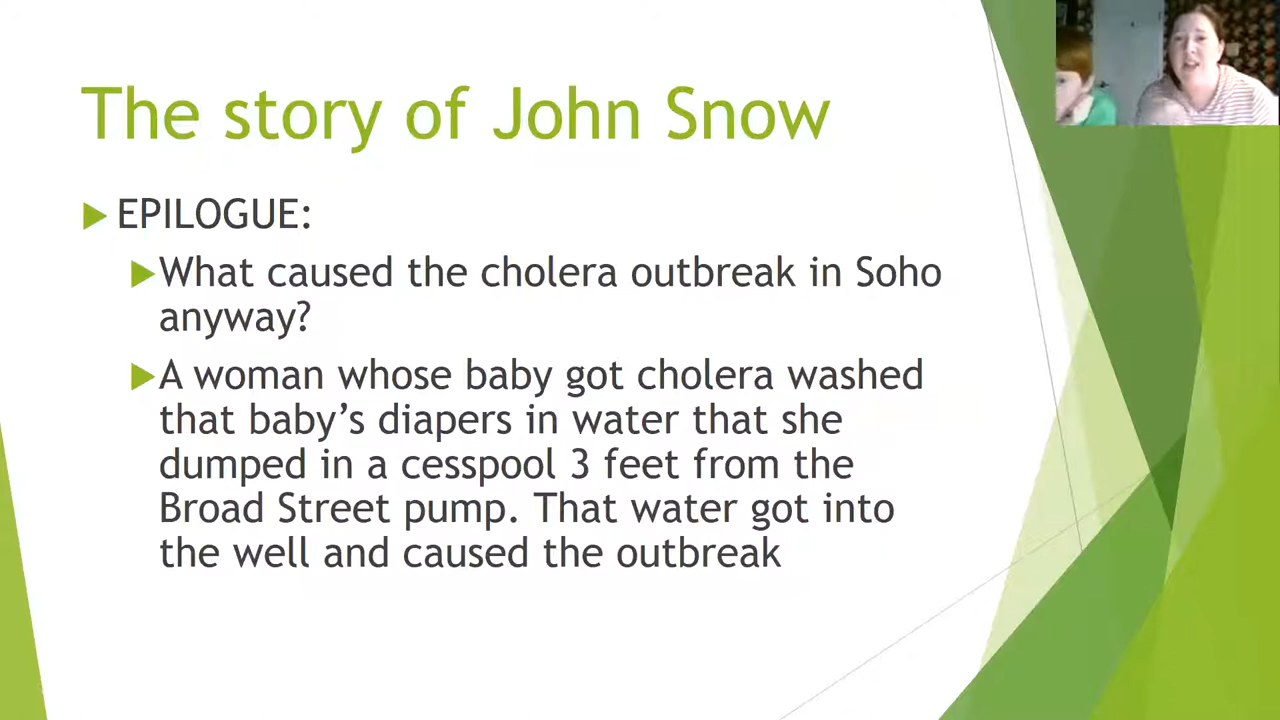 The story of John Snow
EPILOGUE:
What caused the cholera outbreak in Soho
anyway?
A woman whose baby got cholera washed
that baby’s diapers in water that she
dumped in a cesspool 3 feet from the
Broad Street pump. That water got into
the well and caused the outbreak